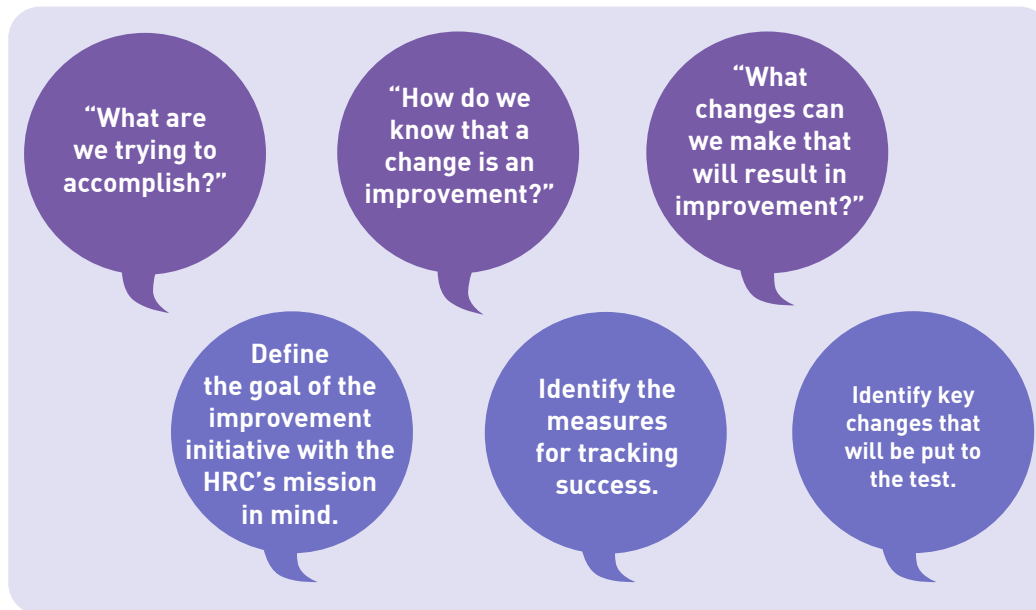 “What are
we trying to
accomplish?”
“How do we
know that a
change is an
improvement?”
“What
changes can
we make that
will result in
improvement?”
Define
the goal of the
improvement
initiative with the
HRC’s mission
in mind.
Identify the
measures
for tracking
success.
Identify key
changes that
will be put to
the test.